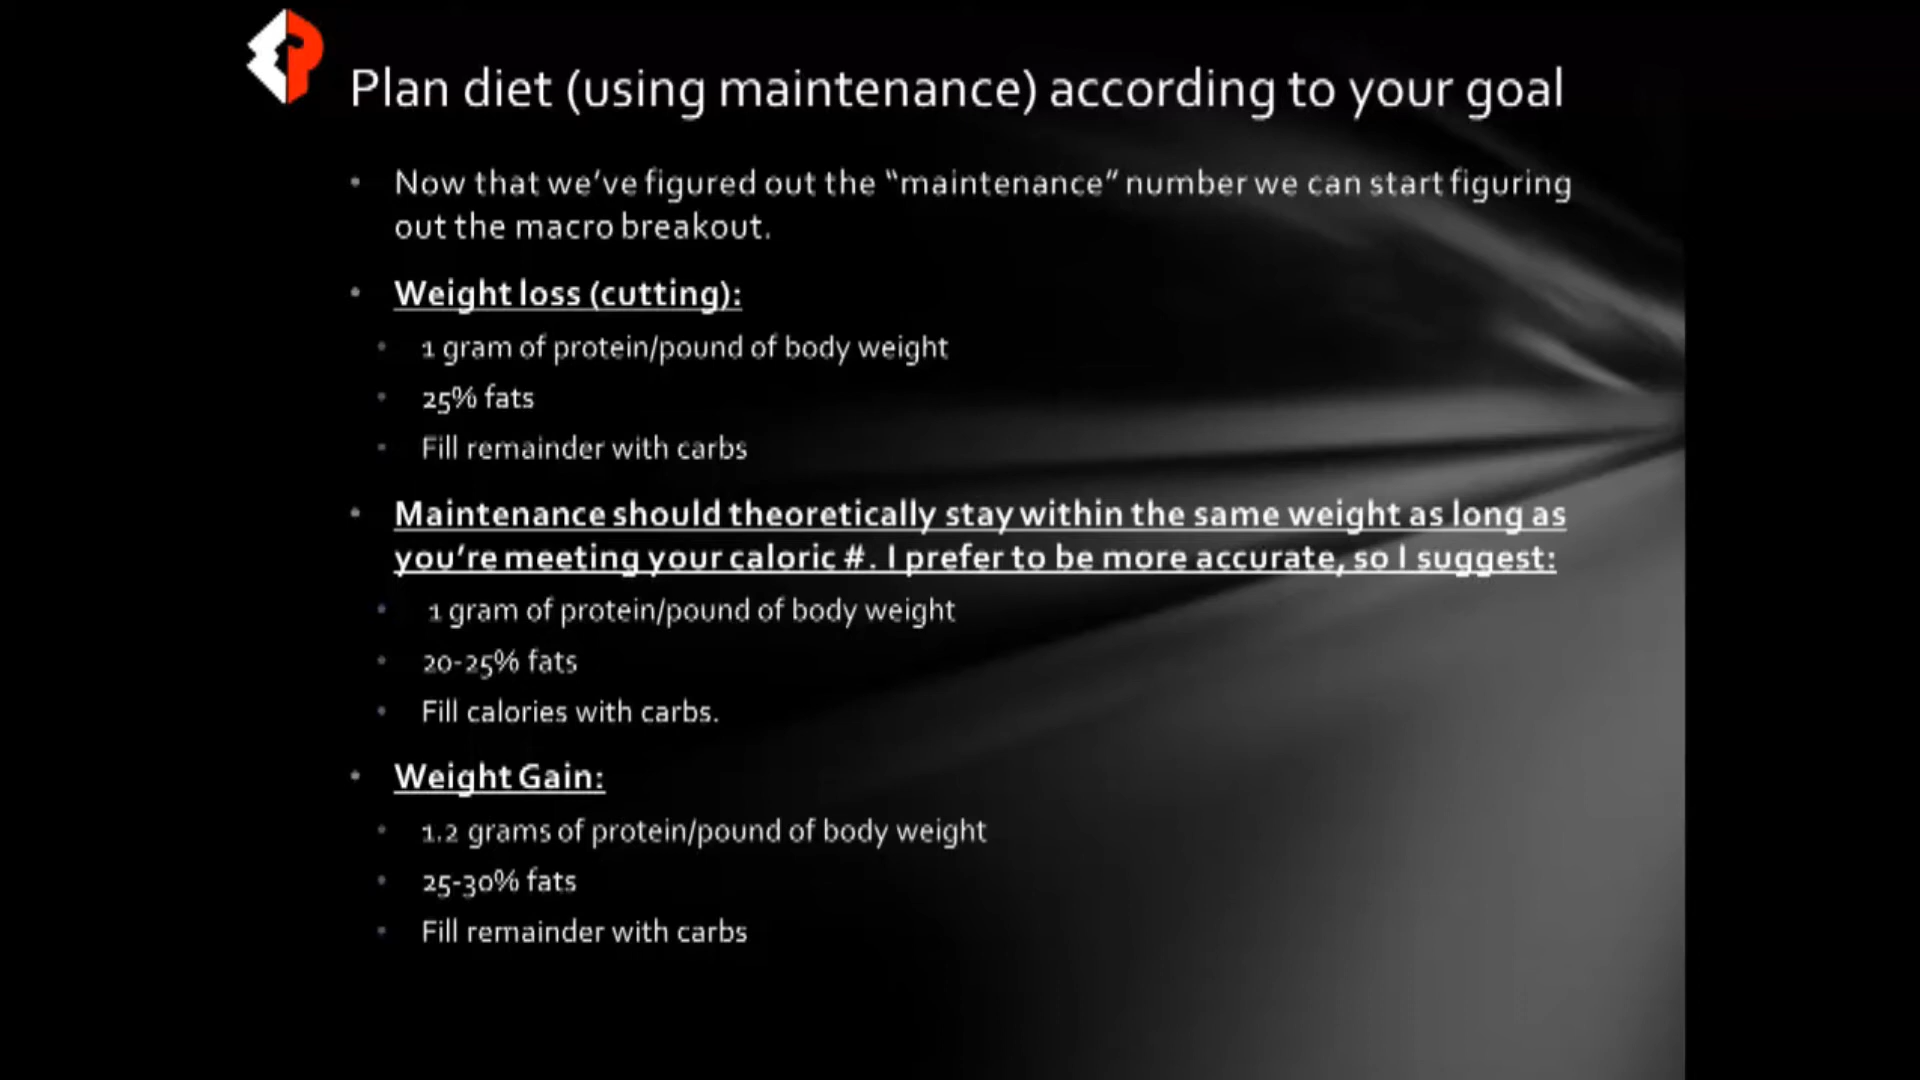 Plan diet (using maintenance) according to your goal
• Now that we’ve figured out the “maintenance” number we can start figuring
out the macro breakout.
• Weight loss (cutting):
• 1 gram of protein/pound of body weight
• 25% fats
• Fill remainder with carbs
• Maintenance should theoretically stay within the same weight as long as
you’re meeting your caloric #. I prefer to be more accurate, so I suggest:
• 1 gram of protein/pound of body weight
• 20-25% fats
• Fill calories with carbs.
• Weight Gain:
• 1.2 grams of protein/pound of body weight
• 25-30% fats
• Fill remainder with carbs